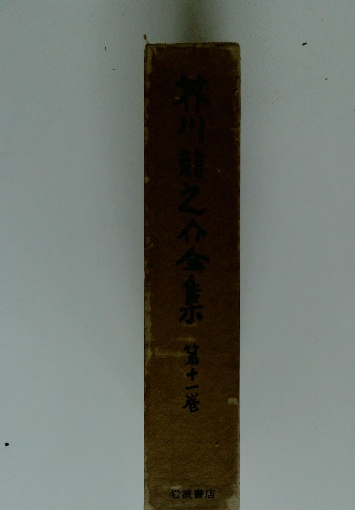 芥川龍之介全集
第十一巻
岩波書店